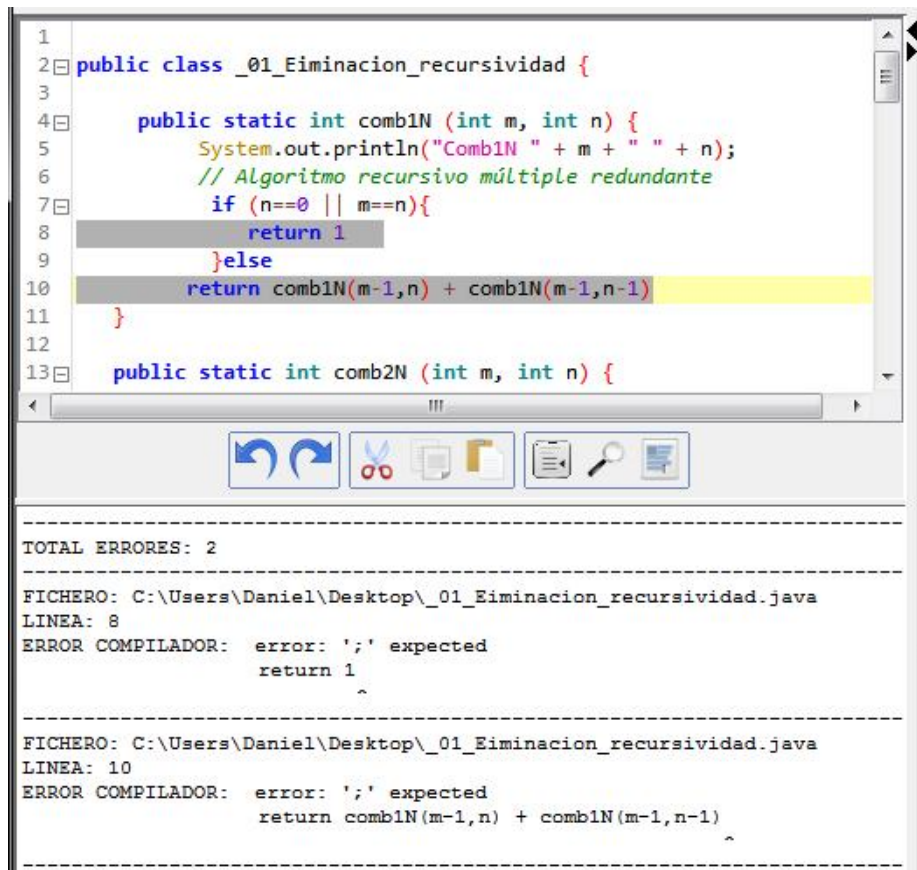 1
2 public class _01_Eiminacion_recursividad {
3
4 public static int comb1N (int m, int n) {
5 System.out.println("Comb1N " + m + " " + n);
6 // Algoritmo recursivo múltiple redundante
7 if (n==0 || m==n){
8 return 1
9 }else
10 return comb1N(m-1,n) + comb1N(m-1,n-1)
11 }
12
13 public static int comb2N (int m, int n) {
--------------------------------------------------------------------------
TOTAL ERRORES: 2
--------------------------------------------------------------------------
FICHERO: C:\Users\Daniel\Desktop\_01_Eiminacion_recursividad.java
LINEA: 8
ERROR COMPILADOR:  error: ';' expected
return 1
^
--------------------------------------------------------------------------
FICHERO: C:\Users\Daniel\Desktop\_01_Eiminacion_recursividad.java
LINEA: 10
ERROR COMPILADOR:  error: ';' expected
return comb1N(m-1,n) + comb1N(m-1,n-1)
^
--------------------------------------------------------------------------